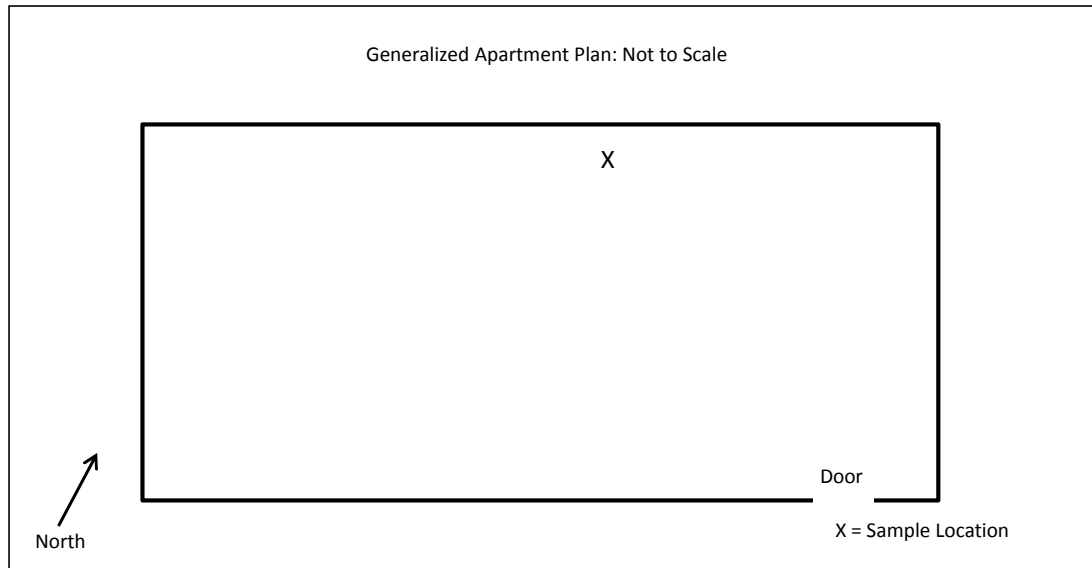 Generalized Apartment Plan: Not to Scale
X
Door
X = Sample Location
North